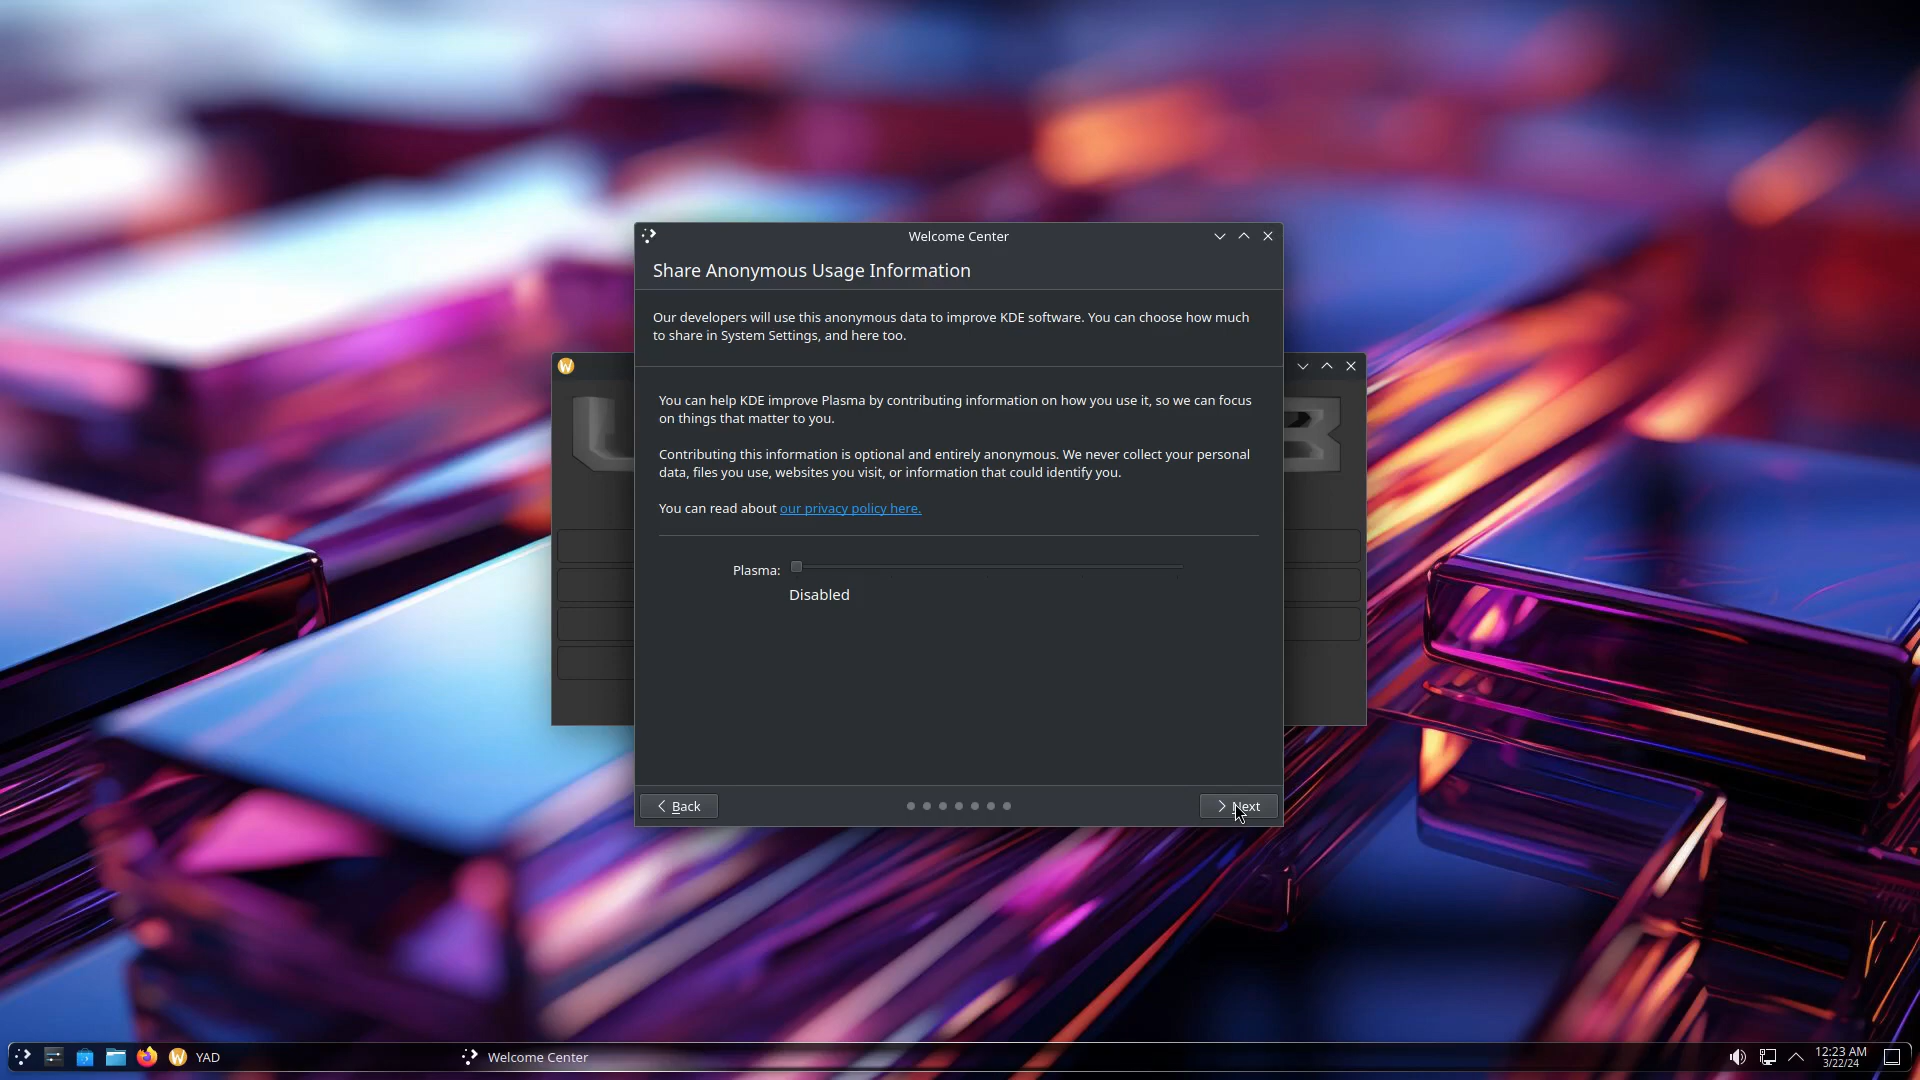 Welcome Center
Share Anonymous Usage Information
Our developers will use this anonymous data to improve KDE software. You can choose how much
to share in System Settings, and here too.
You can help KDE improve Plasma by contributing information on how you use it, so we can focus
on things that matter to you.
Contributing this information is optional and entirely anonymous. We never collect your personal
data, files you use, websites you visit, or information that could identify you.
You can read about our privacy policy here.
Plasma:
Disabled
Back
Next
YAD
Welcome Center
12:23 AM
3/22/24